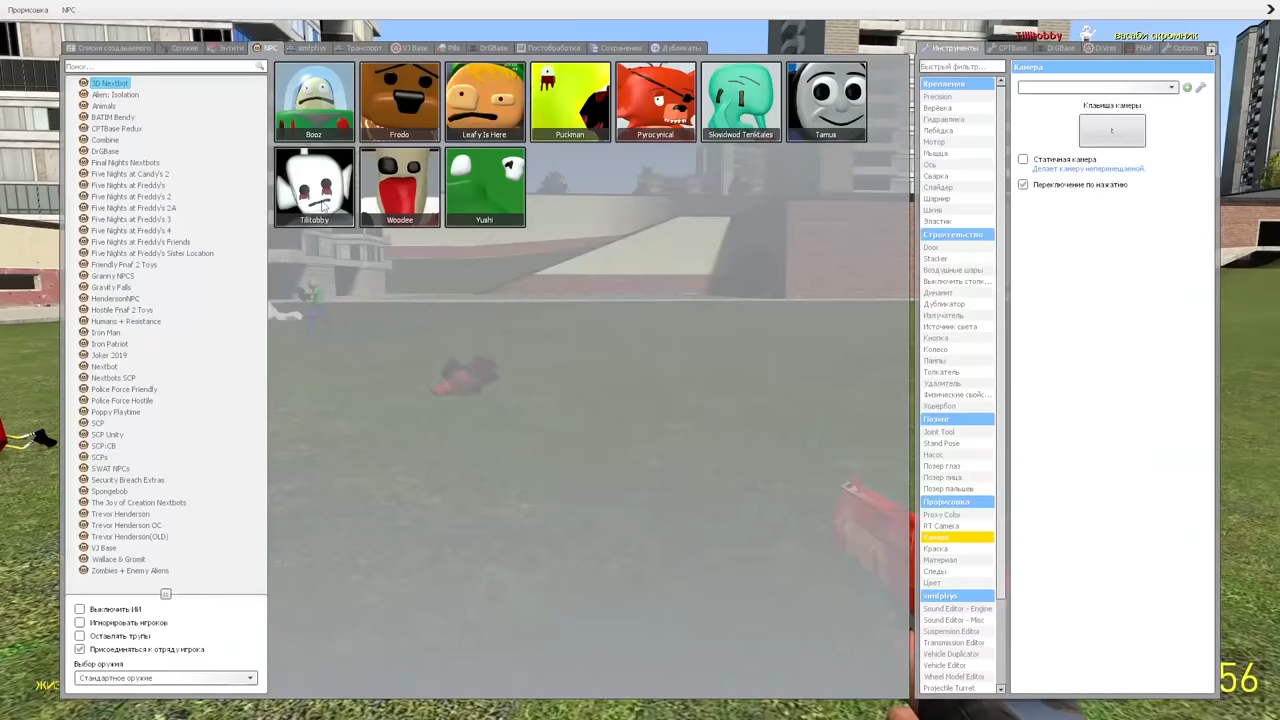 Прорисовка NPC
Tilitobby васаби скромник
Списки создаваемого Оружие Энтити NPC simfphys Транспорт VJ Base Pills DrGBase Постобработка Сохранения Дубликаты
Инструменты CPTBase DrGBase DrVrej FNaF Options
Поиск...
3D Nextbot
Alien: Isolation
Animals
BATIM Bendy
CPTBase Redux
Combine
DrGBase
Final Nights Nextbots
Five Nights at Candy's 2
Five Nights at Freddy's
Five Nights at Freddy's 2
Five Nights at Freddy's 2A
Five Nights at Freddy's 3
Five Nights at Freddy's 4
Five Nights at Freddy's Friends
Five Nights at Freddy's Sister Location
Friendly Fnaf 2 Toys
Granny NPCS
Gravity Falls
HendersonNPC
Hostile Fnaf 2 Toys
Humans + Resistance
Iron Man
Iron Patriot
Joker 2019
Nextbot
Nextbots SCP
Police Force Friendly
Police Force Hostile
Poppy Playtime
SCP
SCP Unity
SCP:CB
SCPs
SWAT NPCs
Security Breach Extras
Spongebob
The Joy of Creation Nextbots
Trevor Henderson
Trevor Henderson OC
Trevor Henderson(OLD)
VJ Base
Wallace & Gromit
Zombies + Enemy Aliens
Выключить ИИ
Игнорировать игроков
Оставлять трупы
Присоединяться к отряду игрока
Выбор оружия
Стандартное оружие
Booz Frodo Leafy Is Here Puckman Pyrocynical Skwidwod Tenktales Tamus
Tilitobby Woodee Yushi
Быстрый фильтр...
Крепления
Precision
Верёвка
Гидравлика
Лебёдка
Мотор
Мышца
Ось
Сварка
Слайдер
Шарнир
Шкив
Эластик
Строительство
Door
Stacker
Воздушные шары
Выключить столк...
Динамит
Дубликатор
Излучатель
Источник света
Кнопка
Колесо
Лампы
Толкатель
Удалитель
Физические свойс...
Ховербол
Позинг
Joint Tool
Stand Pose
Насос
Позер глаз
Позер лица
Позер пальцев
Прорисовка
Proxy Color
RT Camera
Камера
Краска
Материал
Следы
Цвет
simfphys
Sound Editor - Engine
Sound Editor - Misc
Suspension Editor
Transmission Editor
Vehicle Duplicator
Vehicle Editor
Wheel Model Editor
Projectile Turret
Камера
Клавиша камеры
t
Статичная камера
Делает камеру неперемещаемой.
Переключение по нажатию
56